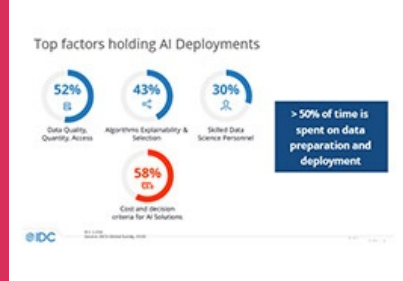 Top factors holding AI Deployments
52%
43%
30%
Data Quality,
Quantity, Access
Algorithms Explainability &
Selection
Skilled Data
Science Personnel
> 50% of time is
spent on data
preparation and
deployment
58%
Cost and decision
criteria for AI Solutions
IDC